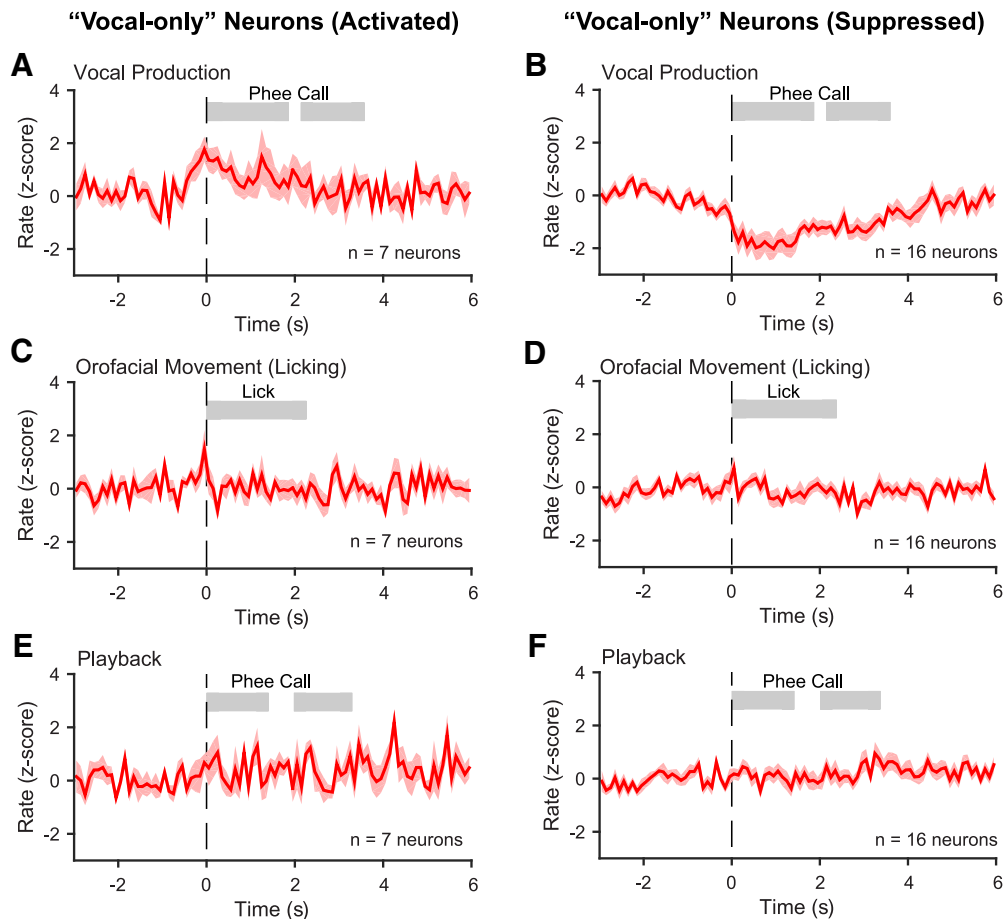 “Vocal-only” Neurons (Activated)
“Vocal-only” Neurons (Suppressed)
A
Vocal Production
Phee Call
4
2
0
-2
Rate (z-score)
n = 7 neurons
-2 0 2 4 6
Time (s)
B
Vocal Production
Phee Call
4
2
0
-2
Rate (z-score)
n = 16 neurons
-2 0 2 4 6
Time (s)
C
Orofacial Movement (Licking)
Lick
4
2
0
-2
Rate (z-score)
n = 7 neurons
-2 0 2 4 6
Time (s)
D
Orofacial Movement (Licking)
Lick
4
2
0
-2
Rate (z-score)
n = 16 neurons
-2 0 2 4 6
Time (s)
E
Playback
Phee Call
4
2
0
-2
Rate (z-score)
n = 7 neurons
-2 0 2 4 6
Time (s)
F
Playback
Phee Call
4
2
0
-2
Rate (z-score)
n = 16 neurons
-2 0 2 4 6
Time (s)